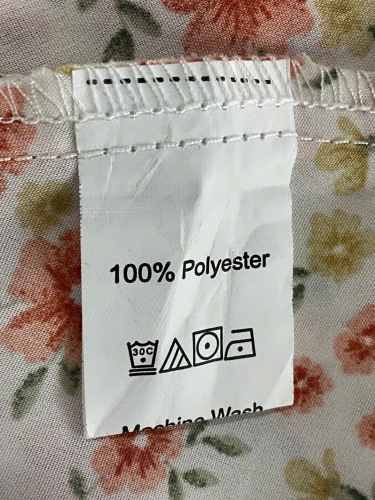 100% Polyester
30C
Machine Wash